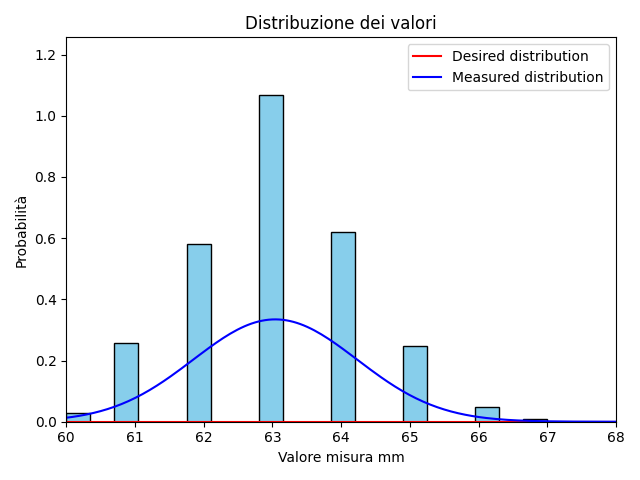 Distribuzione dei valori
Desired distribution
Measured distribution
Probabilità
1.2
1.0
0.8
0.6
0.4
0.2
0.0
60 61 62 63 64 65 66 67 68
Valore misura mm